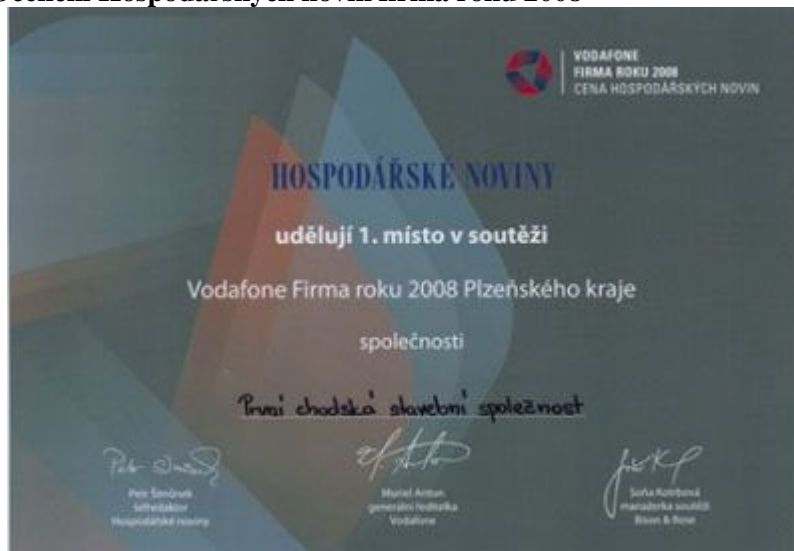 Ocenění Hospodářských novin firma roku 2008
VODAFONE
FIRMA ROKU 2008
CENA HOSPODÁŘSKÝCH NOVIN
HOSPODÁŘSKÉ NOVINY
udělují 1. místo v soutěži
Vodafone Firma roku 2008 Plzeňského kraje
společnosti
První chodská stavební společnost
Petr Šimůnek
šéfredaktor
Hospodářské noviny
Muriel Anton
generální ředitelka
Vodafone
Soňa Kotrbová
manažerka soutěží
Bison & Rose